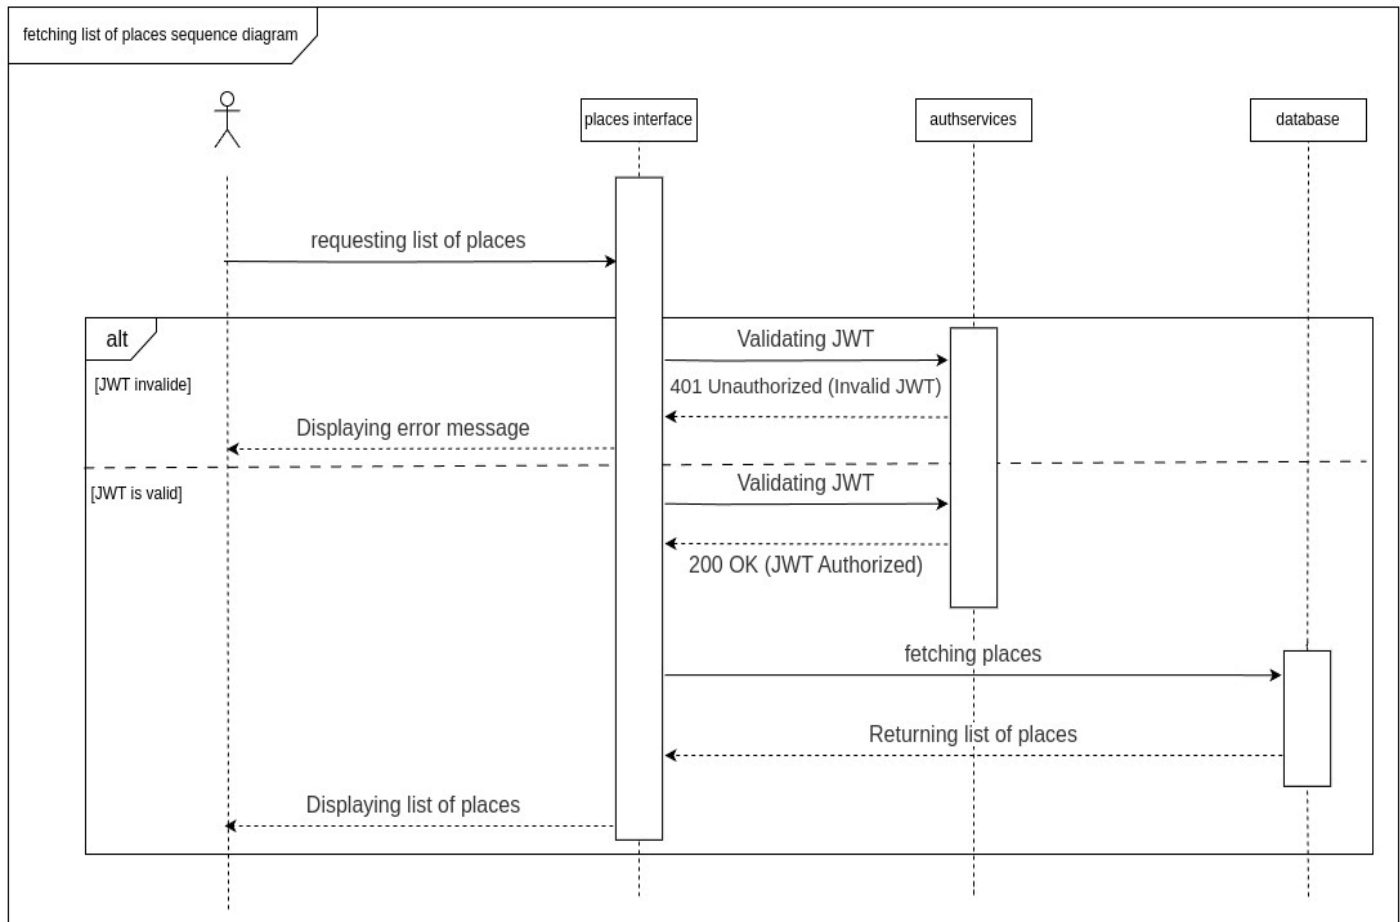 fetching list of places sequence diagram
places interface
authservices
database
requesting list of places
alt
Validating JWT
[JWT invalide]
401 Unauthorized (Invalid JWT)
Displaying error message
Validating JWT
[JWT is valid]
200 OK (JWT Authorized)
fetching places
Returning list of places
Displaying list of places